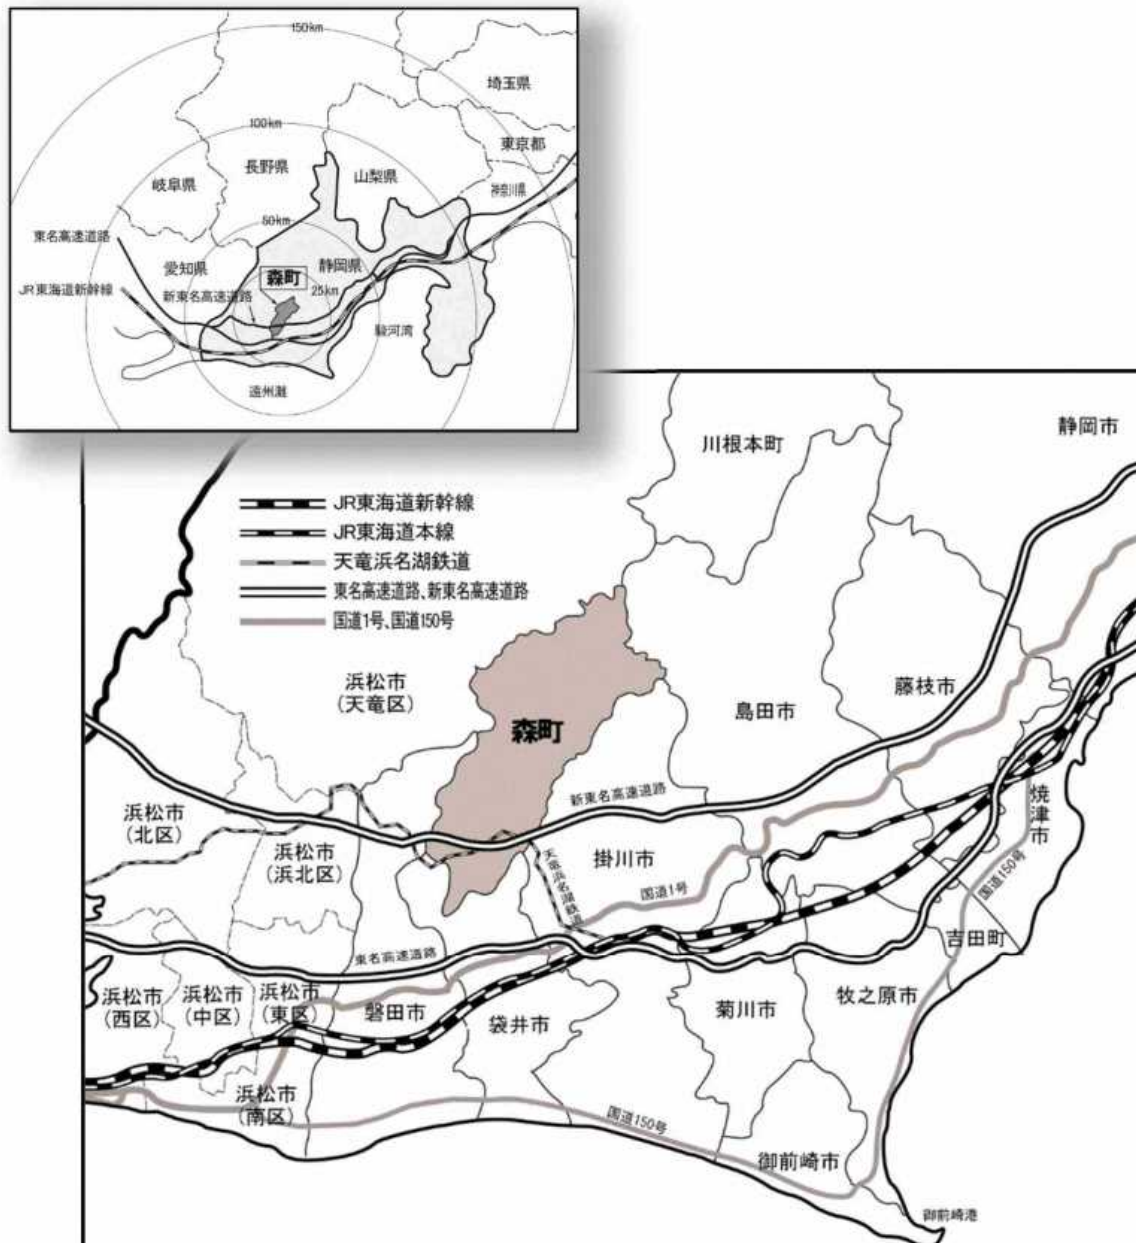 150km
埼玉県
100km
東京都
長野県
山梨県
岐阜県
神奈川県
50km
東名高速道路
愛知県
静岡県
森町
JR東海道新幹線
新東名高速道路
25km
駿河湾
遠州灘
静岡市
川根本町
JR東海道新幹線
JR東海道本線
天竜浜名湖鉄道
東名高速道路、新東名高速道路
国道1号、国道150号
浜松市
(天竜区)
藤枝市
島田市
森町
新東名高速道路
浜松市
(北区)
焼津市
浜松市
(浜北区)
掛川市
天竜浜名湖鉄道
国道1号
国道150号
吉田町
東名高速道路
浜松市
(西区)
浜松市
(中区)
浜松市
(東区)
磐田市
袋井市
菊川市
牧之原市
浜松市
(南区)
国道150号
御前崎市
御前崎港